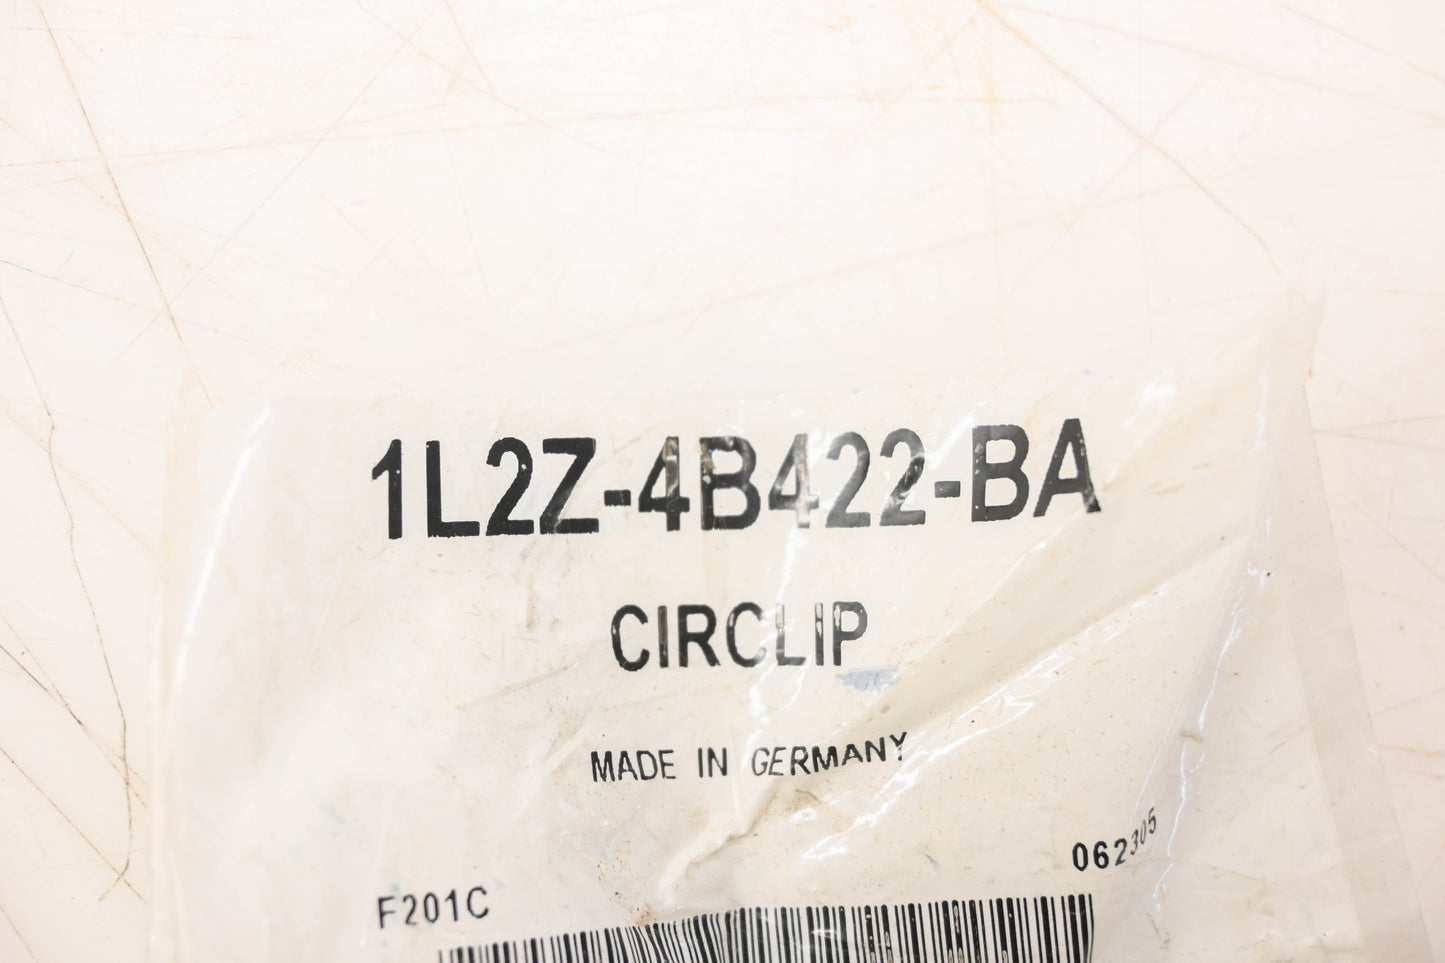 1L2Z-4B422-BA
CIRCLIP
MADE IN GERMANY
062305
F201C